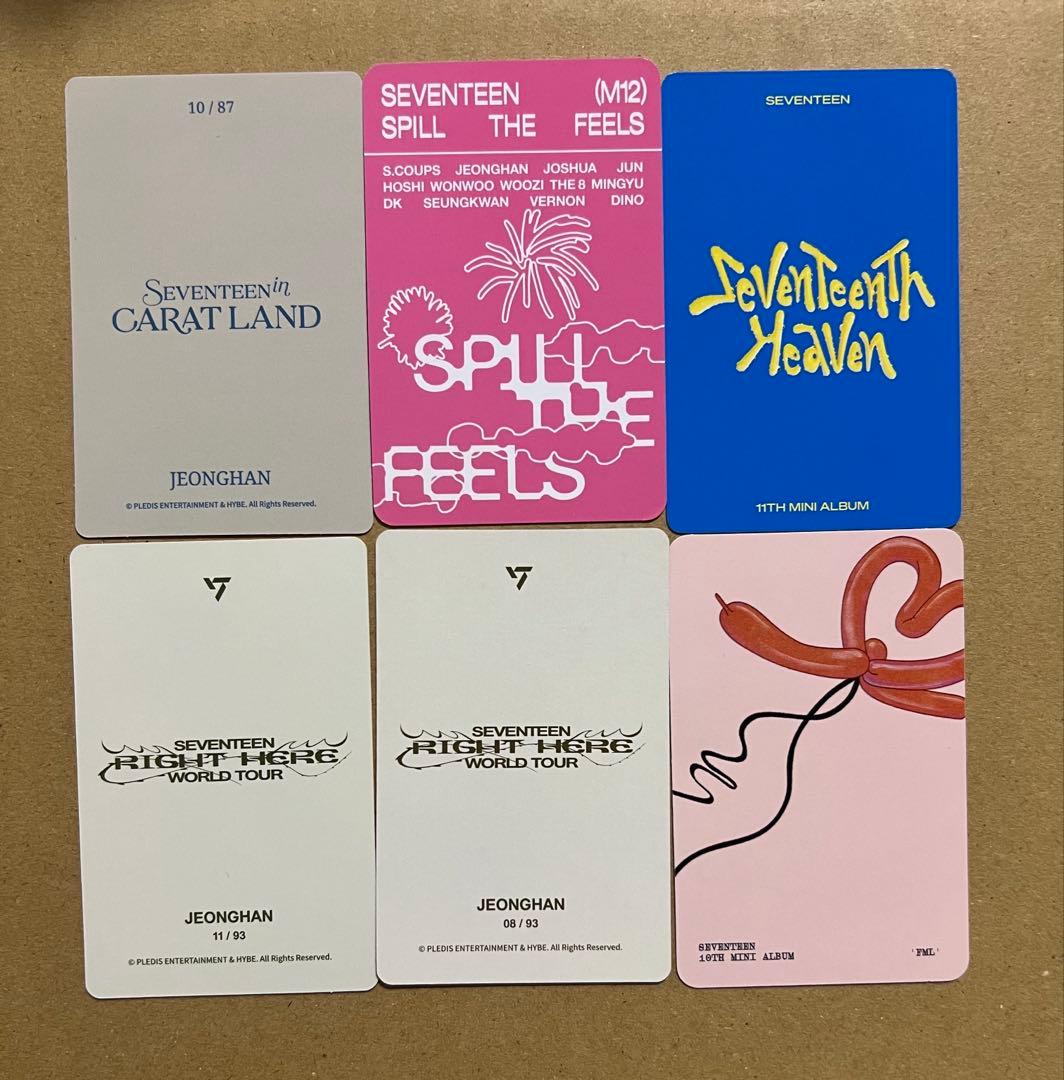 10 / 87
SEVENTEEN in
CARAT LAND
JEONGHAN
© PLEDIS ENTERTAINMENT & HYBE. All Rights Reserved.
SEVENTEEN (M12)
SPILL THE FEELS
S.COUPS JEONGHAN JOSHUA JUN
HOSHI WONWOO WOOZI THE 8 MINGYU
DK SEUNGKWAN VERNON DINO
SPILL
THE
FEELS
SEVENTEEN
SEVENTEENTH
HEAVEN
11TH MINI ALBUM
SEVENTEEN
RIGHT HERE
WORLD TOUR
JEONGHAN
11 / 93
© PLEDIS ENTERTAINMENT & HYBE. All Rights Reserved.
SEVENTEEN
RIGHT HERE
WORLD TOUR
JEONGHAN
08 / 93
© PLEDIS ENTERTAINMENT & HYBE. All Rights Reserved.
SEVENTEEN
10TH MINI ALBUM 'FML'